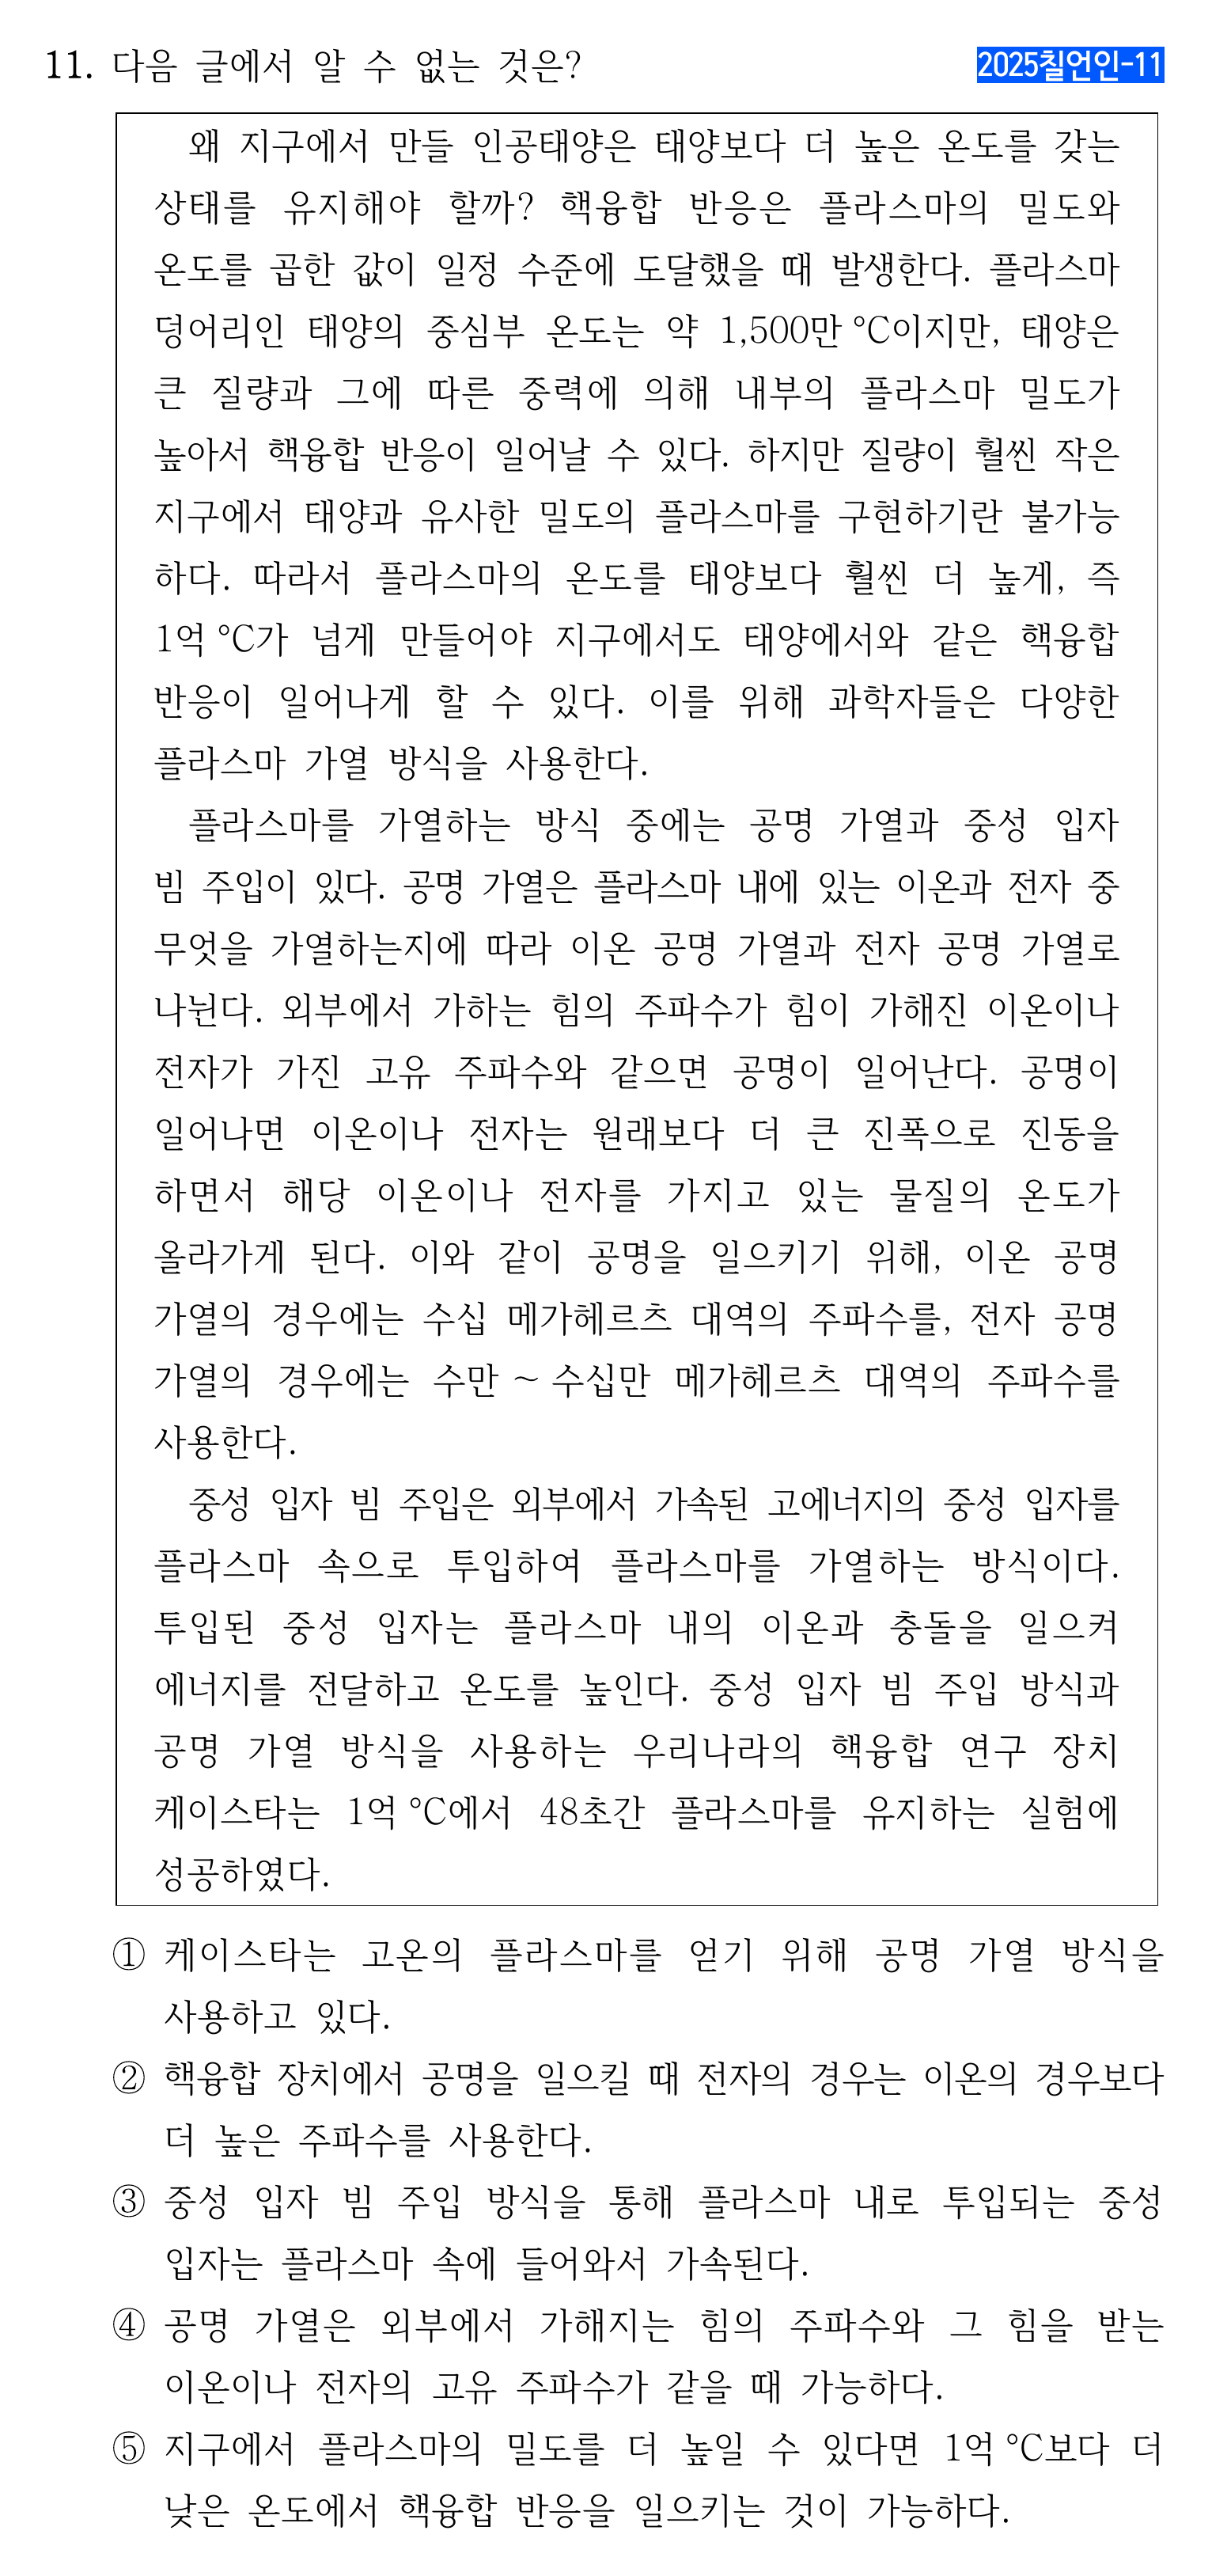 11. 다음 글에서 알 수 없는 것은?
2025칠언인-11
왜 지구에서 만들 인공태양은 태양보다 더 높은 온도를 갖는
상태를 유지해야 할까? 핵융합 반응은 플라스마의 밀도와
온도를 곱한 값이 일정 수준에 도달했을 때 발생한다. 플라스마
덩어리인 태양의 중심부 온도는 약 1,500만 ℃이지만, 태양은
큰 질량과 그에 따른 중력에 의해 내부의 플라스마 밀도가
높아서 핵융합 반응이 일어날 수 있다. 하지만 질량이 훨씬 작은
지구에서 태양과 유사한 밀도의 플라스마를 구현하기란 불가능
하다. 따라서 플라스마의 온도를 태양보다 훨씬 더 높게, 즉
1억 ℃가 넘게 만들어야 지구에서도 태양에서와 같은 핵융합
반응이 일어나게 할 수 있다. 이를 위해 과학자들은 다양한
플라스마 가열 방식을 사용한다.
플라스마를 가열하는 방식 중에는 공명 가열과 중성 입자
빔 주입이 있다. 공명 가열은 플라스마 내에 있는 이온과 전자 중
무엇을 가열하는지에 따라 이온 공명 가열과 전자 공명 가열로
나뉜다. 외부에서 가하는 힘의 주파수가 힘이 가해진 이온이나
전자가 가진 고유 주파수와 같으면 공명이 일어난다. 공명이
일어나면 이온이나 전자는 원래보다 더 큰 진폭으로 진동을
하면서 해당 이온이나 전자를 가지고 있는 물질의 온도가
올라가게 된다. 이와 같이 공명을 일으키기 위해, 이온 공명
가열의 경우에는 수십 메가헤르츠 대역의 주파수를, 전자 공명
가열의 경우에는 수만 ~ 수십만 메가헤르츠 대역의 주파수를
사용한다.
중성 입자 빔 주입은 외부에서 가속된 고에너지의 중성 입자를
플라스마 속으로 투입하여 플라스마를 가열하는 방식이다.
투입된 중성 입자는 플라스마 내의 이온과 충돌을 일으켜
에너지를 전달하고 온도를 높인다. 중성 입자 빔 주입 방식과
공명 가열 방식을 사용하는 우리나라의 핵융합 연구 장치
케이스타는 1억 ℃에서 48초간 플라스마를 유지하는 실험에
성공하였다.
① 케이스타는 고온의 플라스마를 얻기 위해 공명 가열 방식을
사용하고 있다.
② 핵융합 장치에서 공명을 일으킬 때 전자의 경우는 이온의 경우보다
더 높은 주파수를 사용한다.
③ 중성 입자 빔 주입 방식을 통해 플라스마 내로 투입되는 중성
입자는 플라스마 속에 들어와서 가속된다.
④ 공명 가열은 외부에서 가해지는 힘의 주파수와 그 힘을 받는
이온이나 전자의 고유 주파수가 같을 때 가능하다.
⑤ 지구에서 플라스마의 밀도를 더 높일 수 있다면 1억 ℃보다 더
낮은 온도에서 핵융합 반응을 일으키는 것이 가능하다.